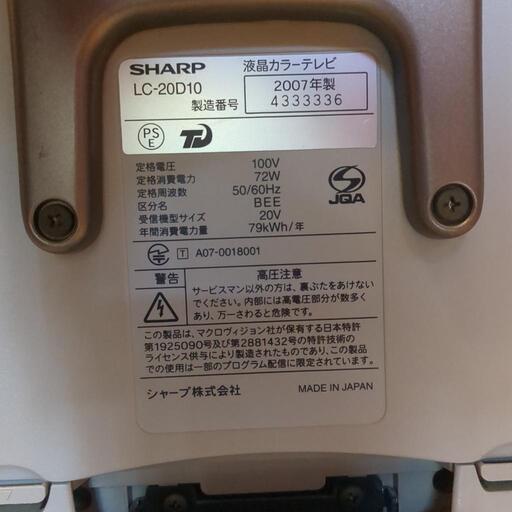 SHARP 液晶カラーテレビ
LC-20D10 2007年製
製造番号 4333336
PS
E
定格電圧 100V
定格消費電力 72W
定格周波数 50/60Hz
区分名 BEE
受信機型サイズ 20V
年間消費電力量 79kWh/年
JQA
T A07-0018001
警告 高圧注意
サービスマン以外の方は、裏ぶたをあけない
でください。内部には高電圧部分が数多く
あり、万一さわると危険です。
この製品は、マクロヴィジョン社が保有する日本特許
第1925090号及び第2881432号の特許技術の
ライセンス供与により製造されたものであり、この製品
での使用は一部のプログラム配信に限定されています。
シャープ株式会社 MADE IN JAPAN